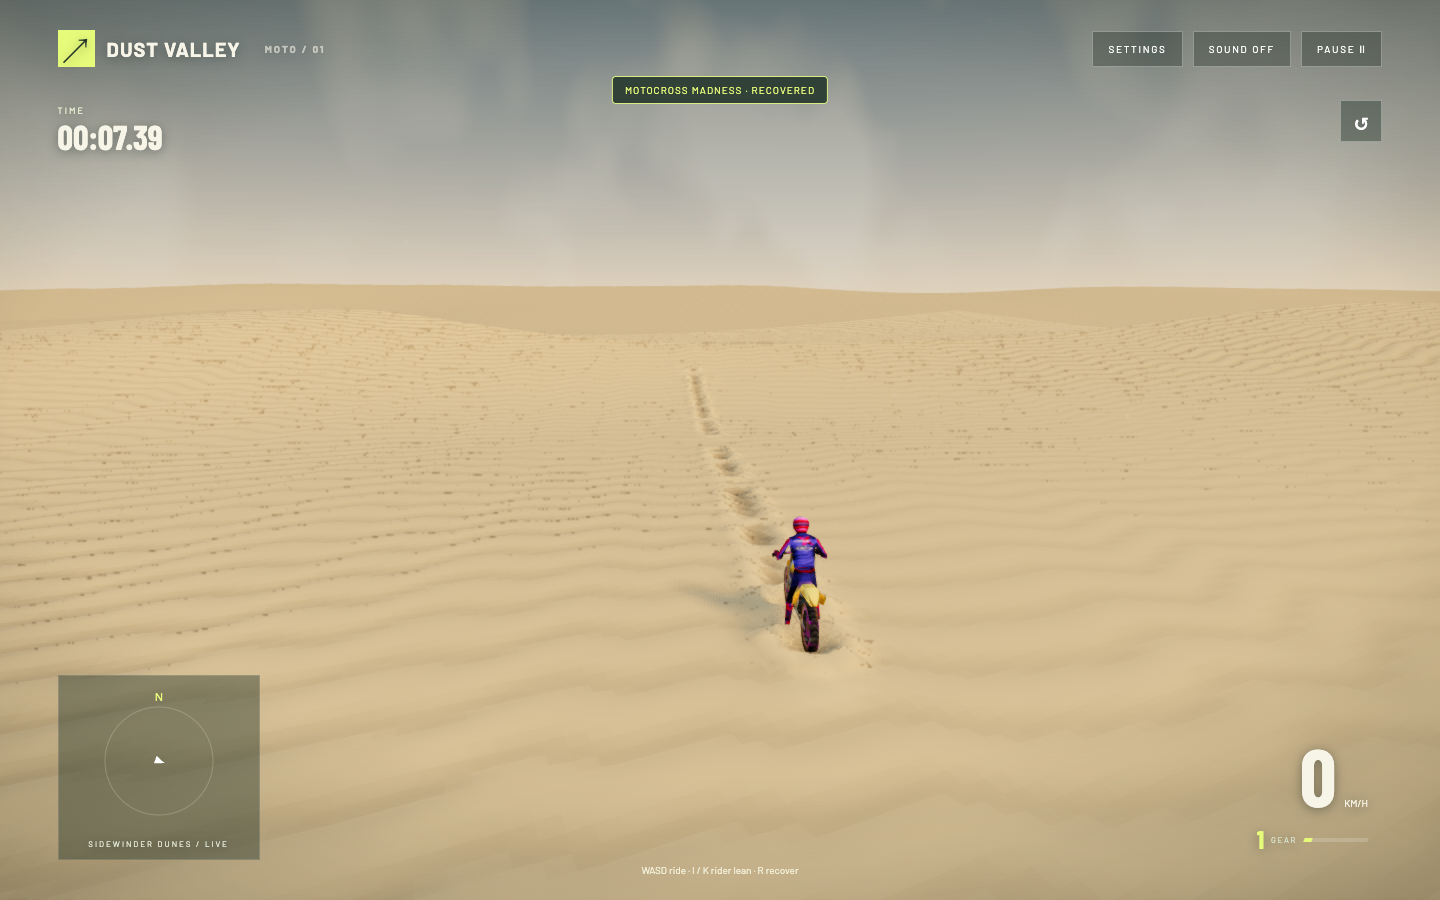 DUST VALLEY
MOTO / 01
SETTINGS
SOUND OFF
PAUSE II
MOTOCROSS MADNESS · RECOVERED
TIME
00:07.39
↺
N
SIDEWINDER DUNES / LIVE
0 KM/H
1 GEAR
WASD ride · I / K rider lean · R recover